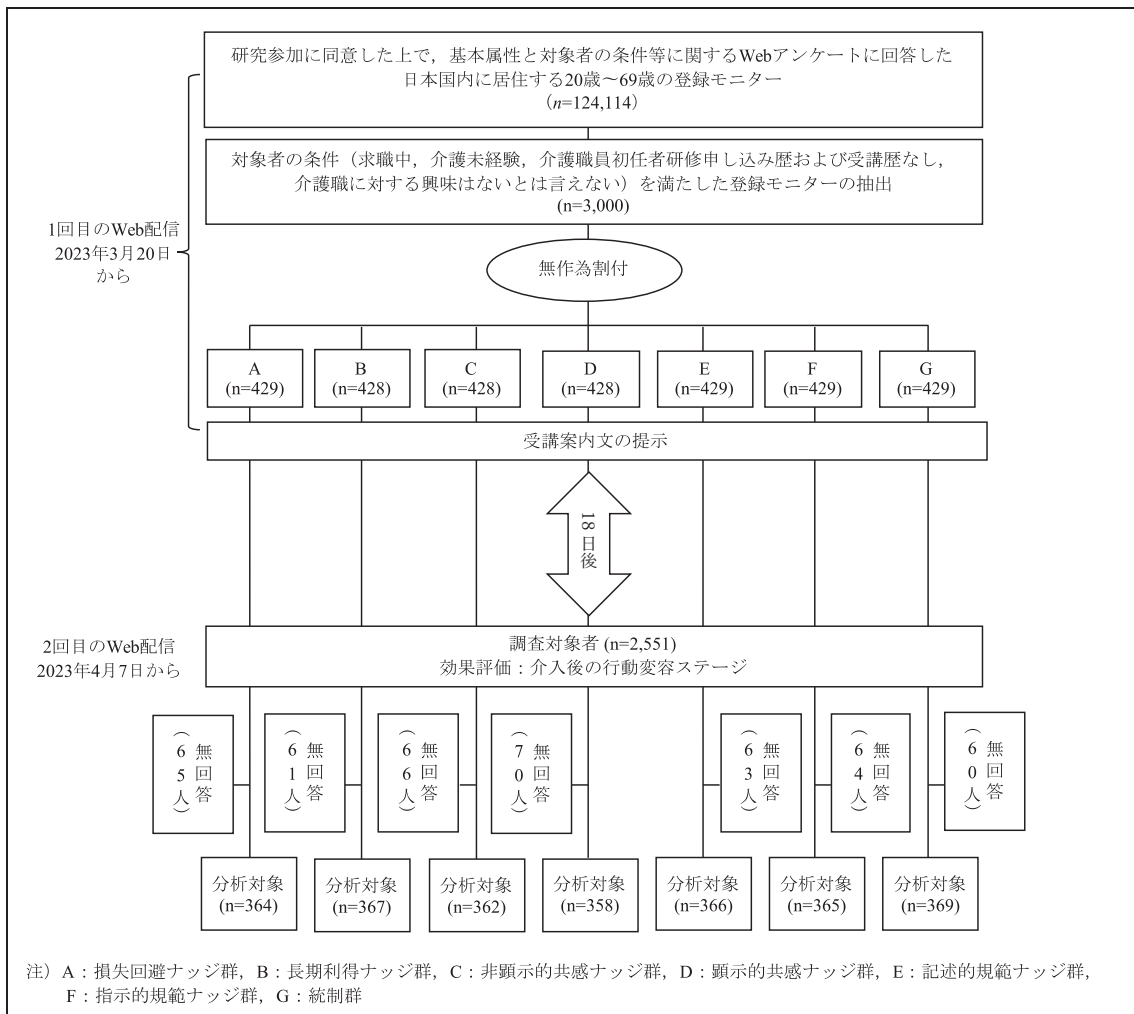 研究参加に同意した上で，基本属性と対象者の条件等に関するWebアンケートに回答した
日本国内に居住する20歳～69歳の登録モニター
（n=124,114）
対象者の条件（求職中，介護未経験，介護職員初任者研修申し込み歴および受講歴なし，
介護職に対する興味はないとは言えない）を満たした登録モニターの抽出
(n=3,000)
1回目のWeb配信
2023年3月20日
から
無作為割付
A
(n=429)
B
(n=428)
C
(n=428)
D
(n=428)
E
(n=429)
F
(n=429)
G
(n=429)
受講案内文の提示
18日後
2回目のWeb配信
2023年4月7日から
調査対象者 (n=2,551)
効果評価：介入後の行動変容ステージ
無回答
（65人）
無回答
（61人）
無回答
（66人）
無回答
（70人）
無回答
（63人）
無回答
（64人）
無回答
（60人）
分析対象
(n=364)
分析対象
(n=367)
分析対象
(n=362)
分析対象
(n=358)
分析対象
(n=366)
分析対象
(n=365)
分析対象
(n=369)
注）A：損失回避ナッジ群，B：長期利得ナッジ群，C：非顕示的共感ナッジ群，D：顕示的共感ナッジ群，E：記述的規範ナッジ群，
F：指示的規範ナッジ群，G：統制群